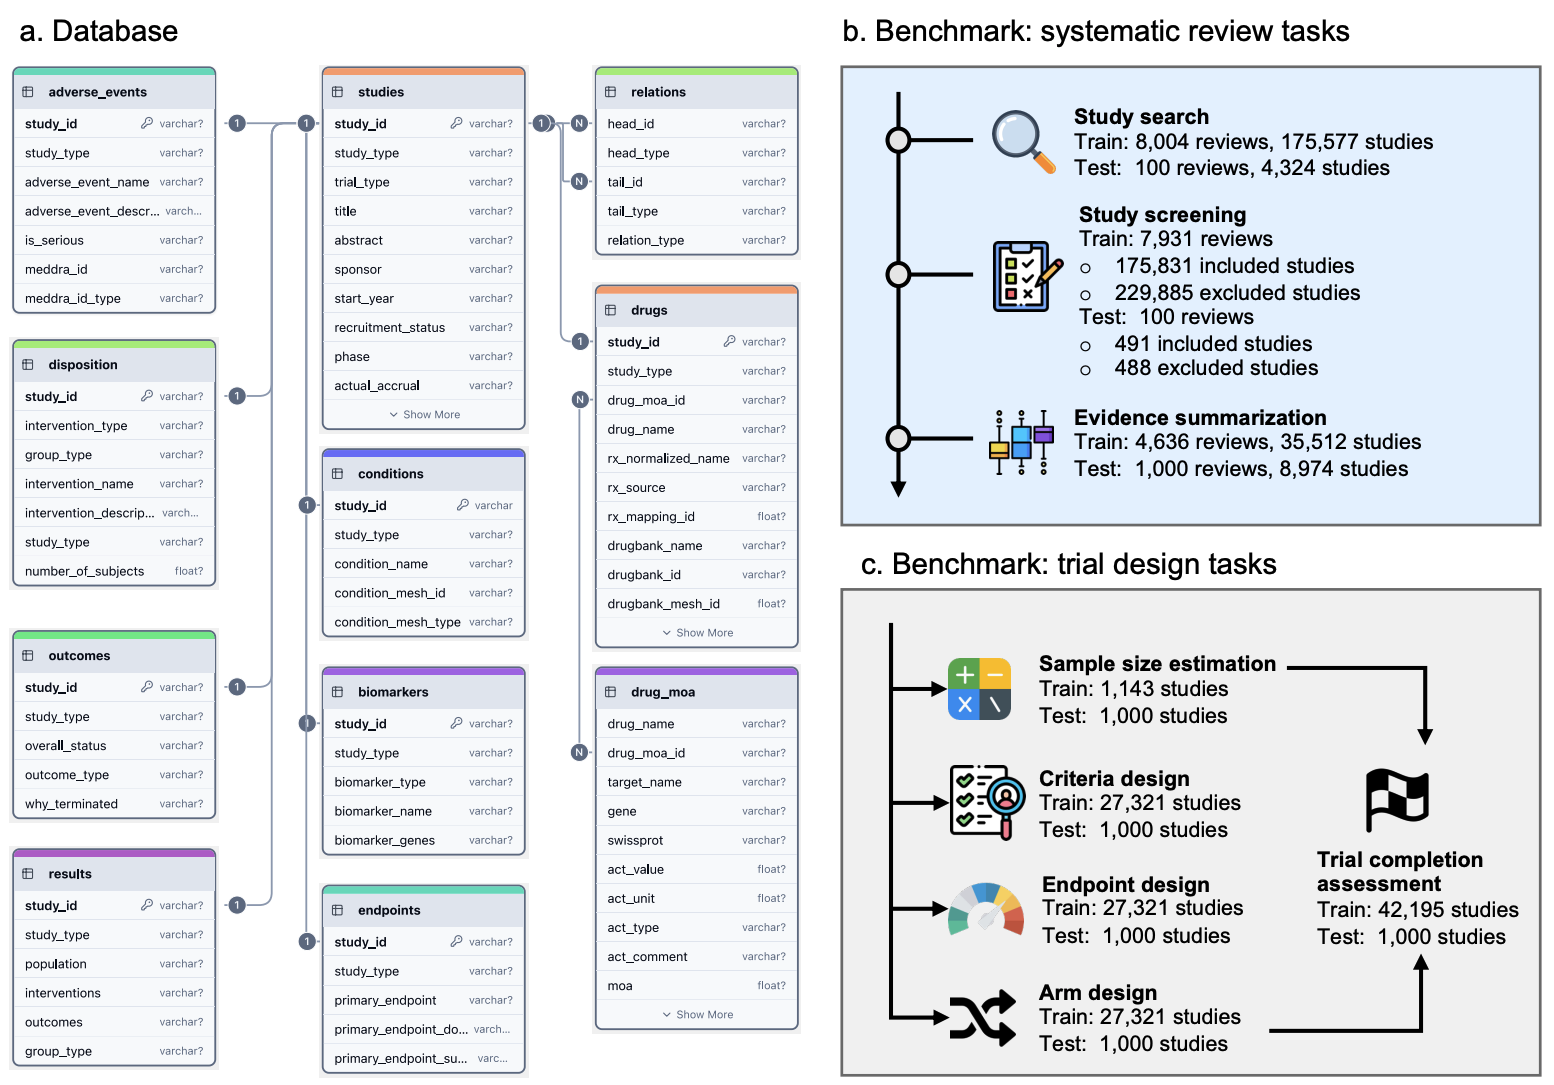 a. Database
adverse_events
study_id varchar?
study_type varchar?
adverse_event_name varchar?
adverse_event_descr... varch...
is_serious varchar?
meddra_id varchar?
meddra_id_type varchar?
disposition
study_id varchar?
intervention_type varchar?
group_type varchar?
intervention_name varchar?
intervention_descrip... varch...
study_type varchar?
number_of_subjects float?
outcomes
study_id varchar?
study_type varchar?
overall_status varchar?
outcome_type varchar?
why_terminated varchar?
results
study_id varchar?
study_type varchar?
population varchar?
interventions varchar?
outcomes varchar?
group_type varchar?
1
1
1
1
studies
study_id varchar?
study_type varchar?
trial_type varchar?
title varchar?
abstract varchar?
sponsor varchar?
start_year varchar?
recruitment_status varchar?
phase varchar?
actual_accrual varchar?
Show More
conditions
study_id varchar
study_type varchar?
condition_name varchar?
condition_mesh_id varchar?
condition_mesh_type varchar?
biomarkers
study_id varchar?
study_type varchar?
biomarker_type varchar?
biomarker_name varchar?
biomarker_genes varchar?
endpoints
study_id varchar?
study_type varchar?
primary_endpoint varchar?
primary_endpoint_do... varch...
primary_endpoint_su... varc...
1
1
1
1
1
N
N
1
N
N
relations
head_id varchar?
head_type varchar?
tail_id varchar?
tail_type varchar?
relation_type varchar?
drugs
study_id varchar?
study_type varchar?
drug_moa_id varchar?
drug_name varchar?
rx_normalized_name varchar?
rx_source varchar?
rx_mapping_id float?
drugbank_name varchar?
drugbank_id varchar?
drugbank_mesh_id float?
Show More
drug_moa
drug_name varchar?
drug_moa_id varchar?
target_name varchar?
gene varchar?
swissprot varchar?
act_value float?
act_unit float?
act_type varchar?
act_comment varchar?
moa float?
Show More
b. Benchmark: systematic review tasks
Study search
Train: 8,004 reviews, 175,577 studies
Test: 100 reviews, 4,324 studies
Study screening
Train: 7,931 reviews
o 175,831 included studies
o 229,885 excluded studies
Test: 100 reviews
o 491 included studies
o 488 excluded studies
Evidence summarization
Train: 4,636 reviews, 35,512 studies
Test: 1,000 reviews, 8,974 studies
c. Benchmark: trial design tasks
Sample size estimation
Train: 1,143 studies
Test: 1,000 studies
Criteria design
Train: 27,321 studies
Test: 1,000 studies
Endpoint design
Train: 27,321 studies
Test: 1,000 studies
Arm design
Train: 27,321 studies
Test: 1,000 studies
Trial completion
assessment
Train: 42,195 studies
Test: 1,000 studies